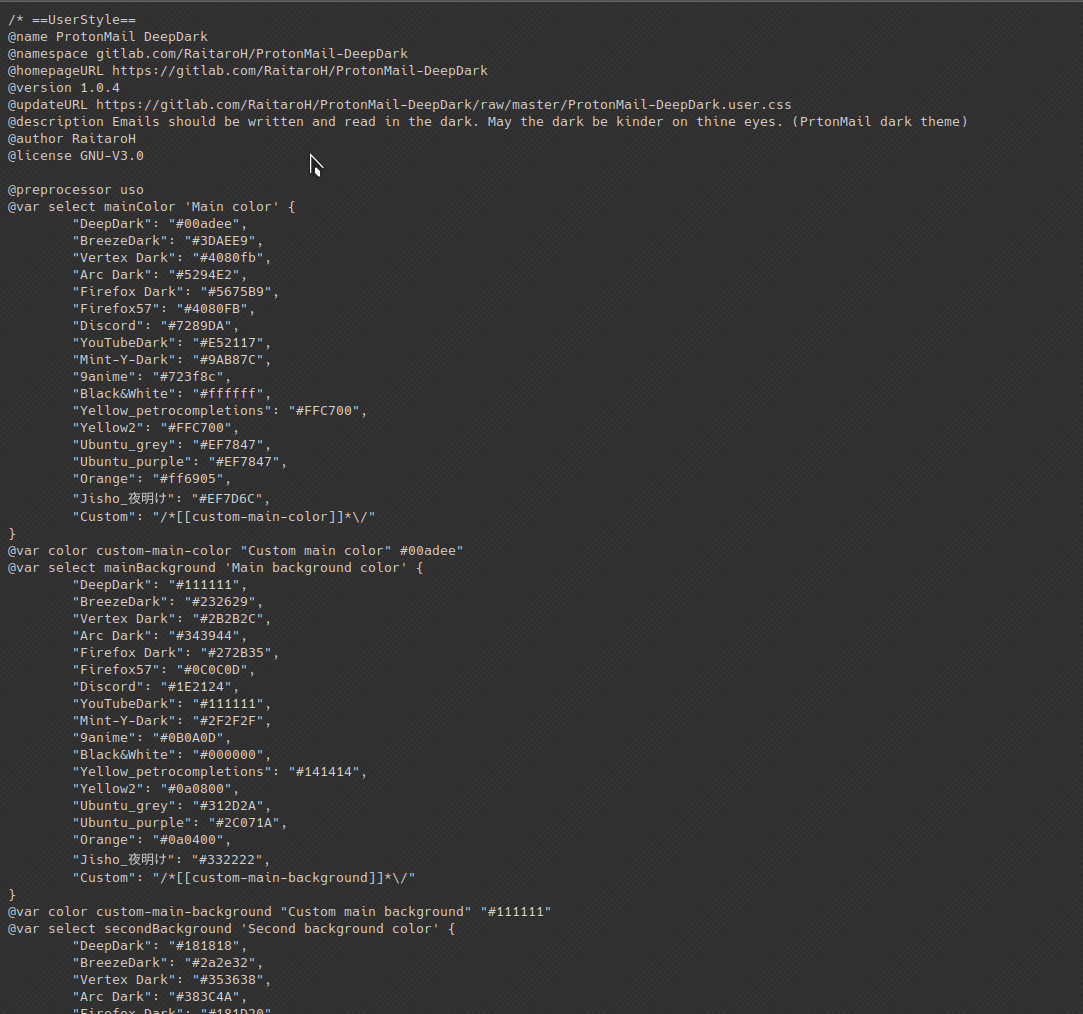 /* ==UserStyle==
@name ProtonMail DeepDark
@namespace gitlab.com/RaitaroH/ProtonMail-DeepDark
@homepageURL https://gitlab.com/RaitaroH/ProtonMail-DeepDark
@version 1.0.4
@updateURL https://gitlab.com/RaitaroH/ProtonMail-DeepDark/raw/master/ProtonMail-DeepDark.user.css
@description Emails should be written and read in the dark. May the dark be kinder on thine eyes. (PrtonMail dark theme)
@author RaitaroH
@license GNU-V3.0
@preprocessor uso
@var select mainColor 'Main color' {
"DeepDark": "#00adee",
"BreezeDark": "#3DAEE9",
"Vertex Dark": "#4080fb",
"Arc Dark": "#5294E2",
"Firefox Dark": "#5675B9",
"Firefox57": "#4080FB",
"Discord": "#7289DA",
"YouTubeDark": "#E52117",
"Mint-Y-Dark": "#9AB87C",
"9anime": "#723f8c",
"Black&White": "#ffffff",
"Yellow_petrocompletions": "#FFC700",
"Yellow2": "#FFC700",
"Ubuntu_grey": "#EF7847",
"Ubuntu_purple": "#EF7847",
"Orange": "#ff6905",
"Jisho_夜明け": "#EF7D6C",
"Custom": "/*[[custom-main-color]]*\/"
}
@var color custom-main-color "Custom main color" #00adee"
@var select mainBackground 'Main background color' {
"DeepDark": "#111111",
"BreezeDark": "#232629",
"Vertex Dark": "#2B2B2C",
"Arc Dark": "#343944",
"Firefox Dark": "#272B35",
"Firefox57": "#0C0C0D",
"Discord": "#1E2124",
"YouTubeDark": "#111111",
"Mint-Y-Dark": "#2F2F2F",
"9anime": "#0B0A0D",
"Black&White": "#000000",
"Yellow_petrocompletions": "#141414",
"Yellow2": "#0a0800",
"Ubuntu_grey": "#312D2A",
"Ubuntu_purple": "#2C071A",
"Orange": "#0a0400",
"Jisho_夜明け": "#332222",
"Custom": "/*[[custom-main-background]]*\/"
}
@var color custom-main-background "Custom main background" "#111111"
@var select secondBackground 'Second background color' {
"DeepDark": "#181818",
"BreezeDark": "#2a2e32",
"Vertex Dark": "#353638",
"Arc Dark": "#383C4A",
"Firefox Dark": "#181D20"